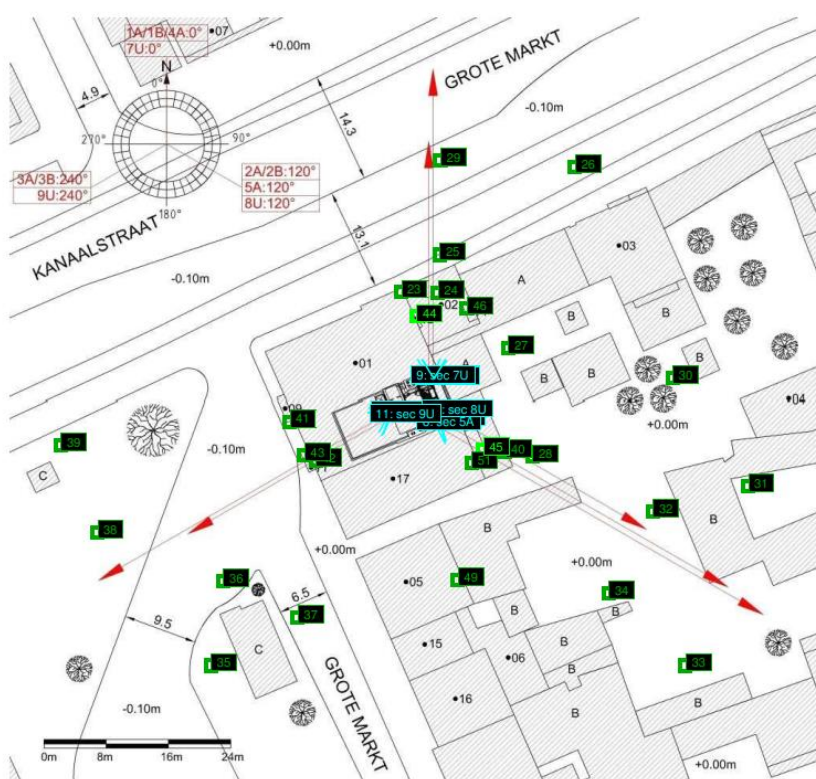 1A/1B/4A:0°
7U:0°
•07
+0.00m
GROTE MARKT
4.9
N
0°
14.3
-0.10m
270°
90°
29
26
3A/3B:240°
9U:240°
2A/2B:120°
5A:120°
8U:120°
180°
KANAALSTRAAT
13.1
25
•03
-0.10m
A
23
24
02
46
44
B
B
27
•01
A
9: sec 7U
B
B
B
30
•04
09
11: sec 9U
: sec 8U
: sec 5A
41
+0.00m
39
-0.10m
43
2
45
40
28
51
C
•17
31
32
B
38
B
+0.00m
+0.00m
36
•05
49
34
6.5
B
B
37
9.5
•15
B
35
C
•06
B
33
GROTE MARKT
•16
B
B
-0.10m
B
0m
8m
16m
24m
+0.00m